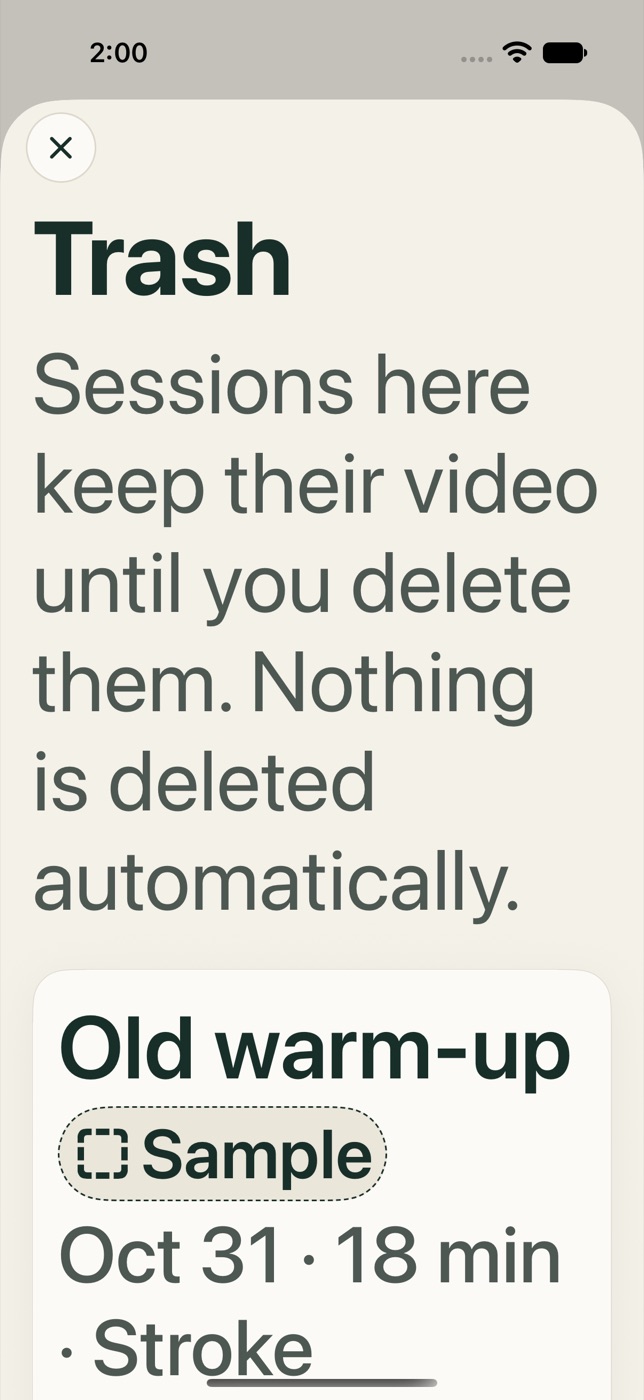 2:00
Trash
Sessions here
keep their video
until you delete
them. Nothing
is deleted
automatically.
Old warm-up
Sample
Oct 31 · 18 min
· Stroke